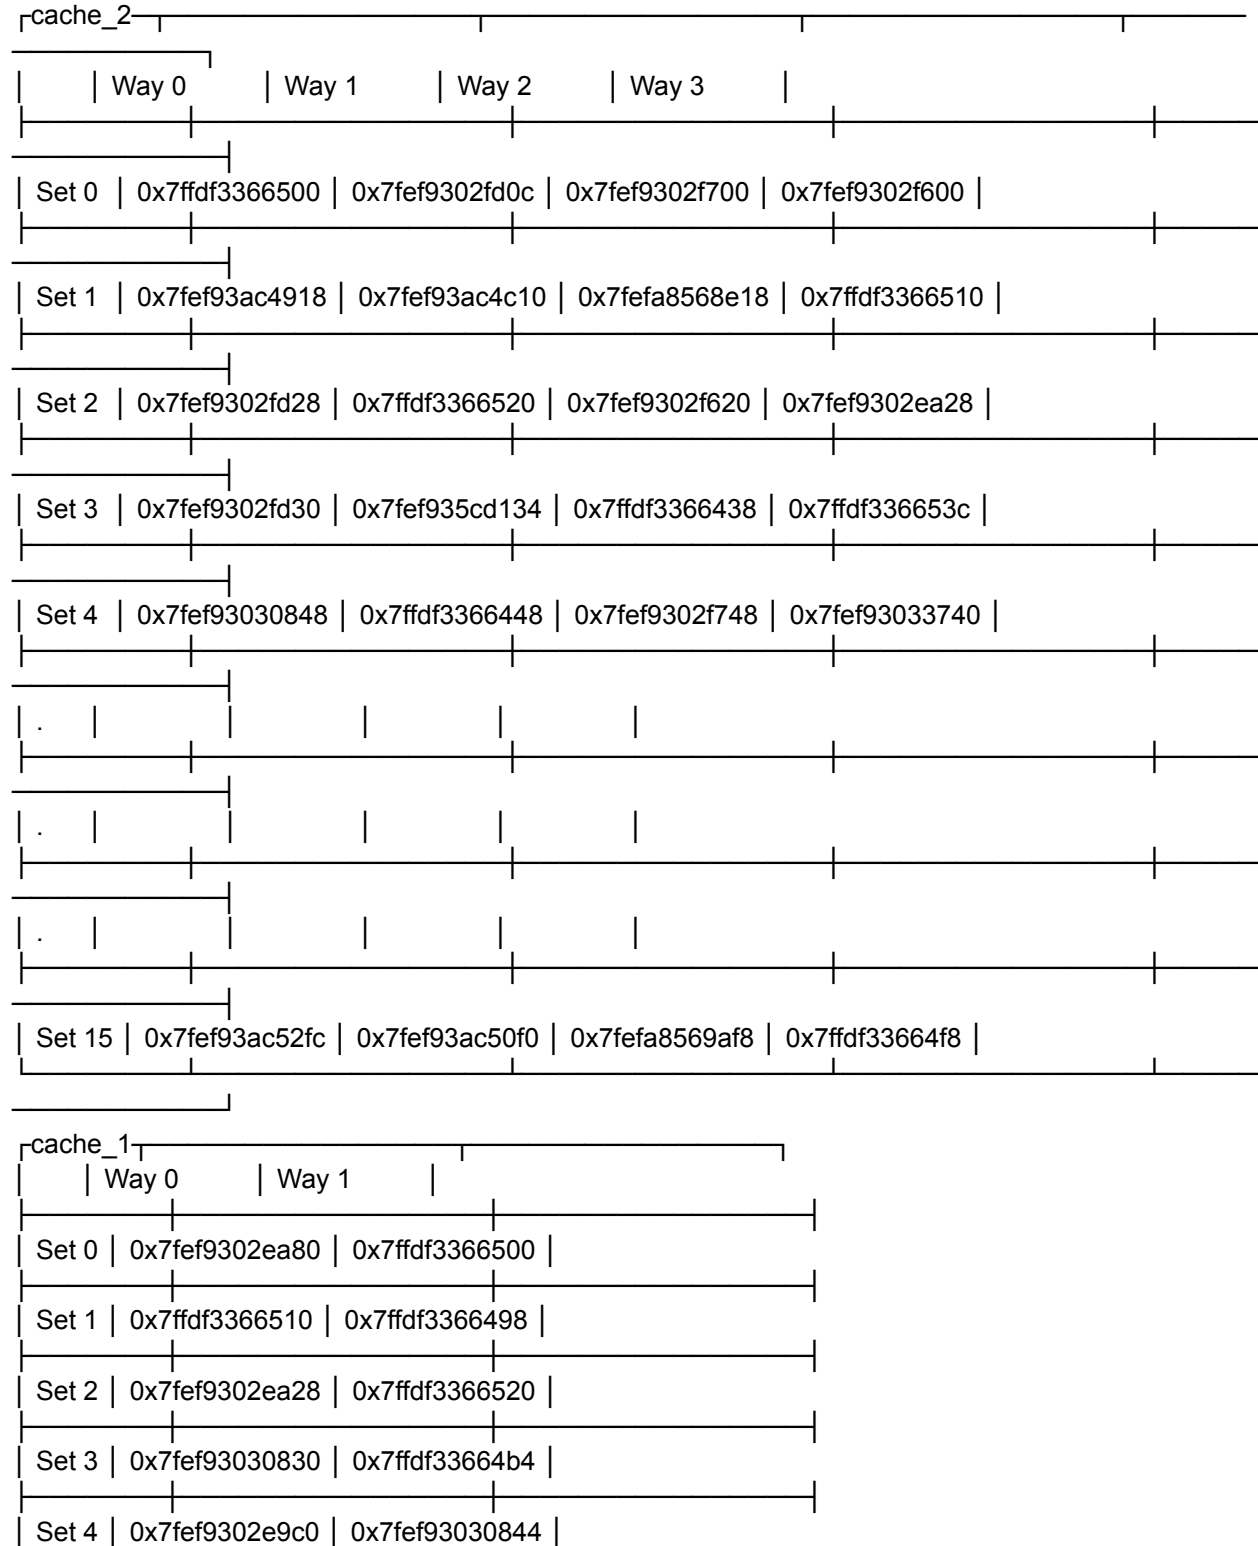 ┌cache_2─┬─────────────────┬─────────────────┬─────────────────┬──────
───────────┐
│ │ Way 0 │ Way 1 │ Way 2 │ Way 3 │
├─────────┼─────────────────┼─────────────────┼─────────────────┼──────
────────────┤
│ Set 0 │ 0x7ffdf3366500 │ 0x7fef9302fd0c │ 0x7fef9302f700 │ 0x7fef9302f600 │
├─────────┼─────────────────┼─────────────────┼─────────────────┼──────
────────────┤
│ Set 1 │ 0x7fef93ac4918 │ 0x7fef93ac4c10 │ 0x7fefa8568e18 │ 0x7ffdf3366510 │
├─────────┼─────────────────┼─────────────────┼─────────────────┼──────
────────────┤
│ Set 2 │ 0x7fef9302fd28 │ 0x7ffdf3366520 │ 0x7fef9302f620 │ 0x7fef9302ea28 │
├─────────┼─────────────────┼─────────────────┼─────────────────┼──────
────────────┤
│ Set 3 │ 0x7fef9302fd30 │ 0x7fef935cd134 │ 0x7ffdf3366438 │ 0x7ffdf336653c │
├─────────┼─────────────────┼─────────────────┼─────────────────┼──────
────────────┤
│ Set 4 │ 0x7fef93030848 │ 0x7ffdf3366448 │ 0x7fef9302f748 │ 0x7fef93033740 │
├─────────┼─────────────────┼─────────────────┼─────────────────┼──────
────────────┤
│ . │ │ │ │ │
├─────────┼─────────────────┼─────────────────┼─────────────────┼──────
────────────┤
│ . │ │ │ │ │
├─────────┼─────────────────┼─────────────────┼─────────────────┼──────
────────────┤
│ . │ │ │ │ │
├─────────┼─────────────────┼─────────────────┼─────────────────┼──────
────────────┤
│ Set 15 │ 0x7fef93ac52fc │ 0x7fef93ac50f0 │ 0x7fefa8569af8 │ 0x7ffdf33664f8 │
└─────────┴─────────────────┴─────────────────┴─────────────────┴──────
────────────┘
┌cache_1┬─────────────────┬─────────────────┐
│ │ Way 0 │ Way 1 │
├────────┼─────────────────┼─────────────────┤
│ Set 0 │ 0x7fef9302ea80 │ 0x7ffdf3366500 │
├────────┼─────────────────┼─────────────────┤
│ Set 1 │ 0x7ffdf3366510 │ 0x7ffdf3366498 │
├────────┼─────────────────┼─────────────────┤
│ Set 2 │ 0x7fef9302ea28 │ 0x7ffdf3366520 │
├────────┼─────────────────┼─────────────────┤
│ Set 3 │ 0x7fef93030830 │ 0x7ffdf33664b4 │
├────────┼─────────────────┼─────────────────┤
│ Set 4 │ 0x7fef9302e9c0 │ 0x7fef93030844 │